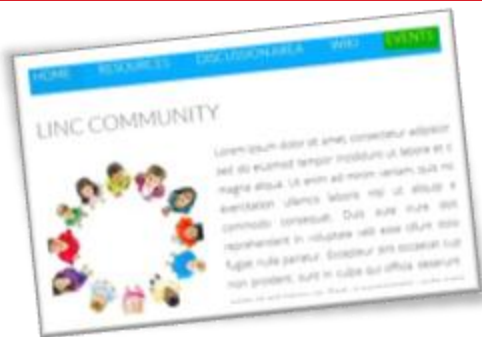 HOME RESOURCES DISCUSSION AREA WIKI EVENTS
LINC COMMUNITY
Lorem ipsum dolor sit amet, consectetur adipisicing
sed do eiusmod tempor incididunt ut labore et
magna aliqua. Ut enim ad minim veniam, quis no
exercitation ullamco laboris nisi ut aliquip e
commodo consequat. Duis aute irure dolo
reprehenderit in voluptate velit esse cillum dolo
fugiat nulla pariatur. Excepteur sint occaecat cup
non proident, sunt in culpa qui officia deserunt